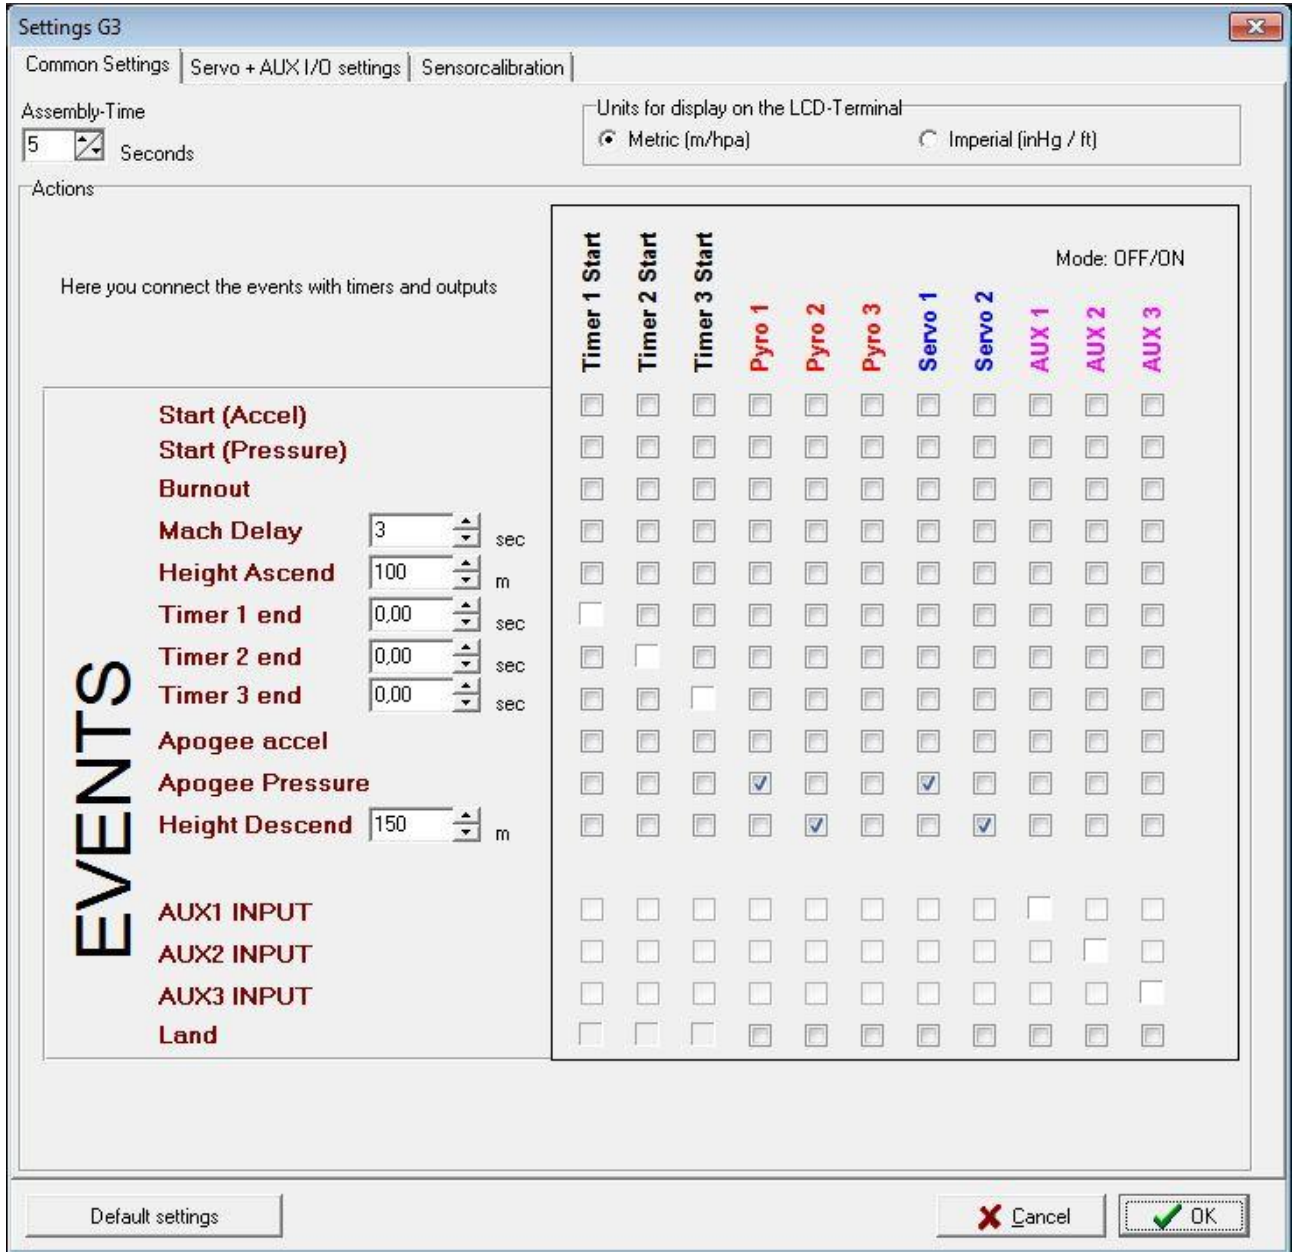 Settings G3
Common Settings Servo + AUX I/O settings Sensorcalibration
Assembly-Time
5 Seconds
Units for display on the LCD-Terminal
Metric (m/hpa) Imperial (inHg / ft)
Actions
Here you connect the events with timers and outputs
Mode: OFF/ON
Timer 1 Start
Timer 2 Start
Timer 3 Start
Pyro 1
Pyro 2
Pyro 3
Servo 1
Servo 2
AUX 1
AUX 2
AUX 3
EVENTS
Start (Accel)
Start (Pressure)
Burnout
Mach Delay 3 sec
Height Ascend 100 m
Timer 1 end 0,00 sec
Timer 2 end 0,00 sec
Timer 3 end 0,00 sec
Apogee accel
Apogee Pressure
Height Descend 150 m
AUX1 INPUT
AUX2 INPUT
AUX3 INPUT
Land
Default settings Cancel OK